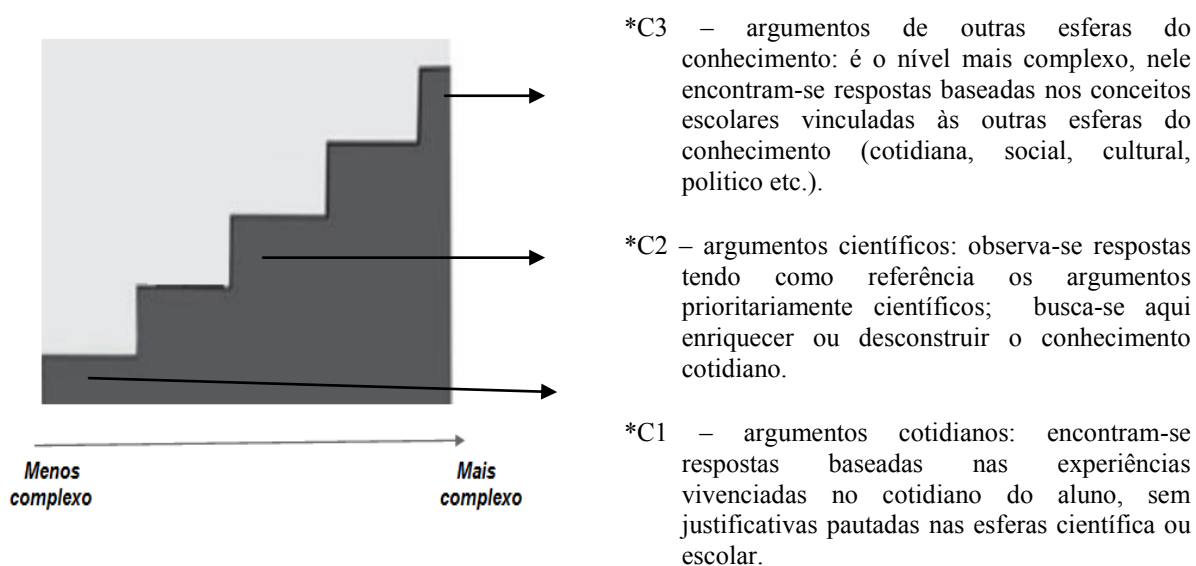 *C3 – argumentos de outras esferas do
conhecimento: é o nível mais complexo, nele
encontram-se respostas baseadas nos conceitos
escolares vinculadas às outras esferas do
conhecimento (cotidiana, social, cultural,
politico etc.).
*C2 – argumentos científicos: observa-se respostas
tendo como referência os argumentos
prioritariamente científicos; busca-se aqui
enriquecer ou desconstruir o conhecimento
cotidiano.
*C1 – argumentos cotidianos: encontram-se
respostas baseadas nas experiências
vivenciadas no cotidiano do aluno, sem
justificativas pautadas nas esferas científica ou
escolar.
Menos
complexo
Mais
complexo